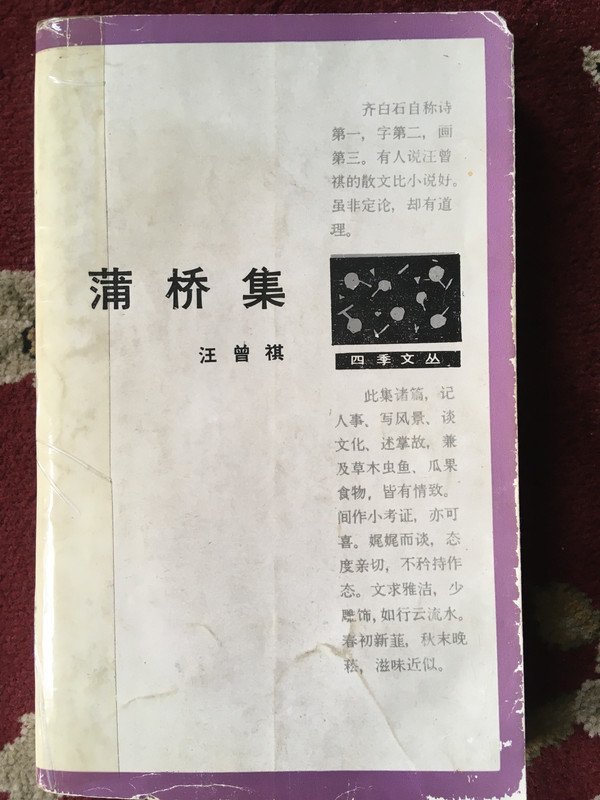 齐白石自称诗
第一，字第二，画
第三。有人说汪曾
祺的散文比小说好。
虽非定论，却有道
理。
蒲桥集
汪曾祺
四季文丛
此集诸篇，记
人事、写风景、谈
文化、述掌故，兼
及草木虫鱼、瓜果
食物，皆有情致。
间作小考证，亦可
喜。娓娓而谈，态
度亲切，不矜持作
态。文求雅洁，少
雕饰，如行云流水。
春初新韮，秋末晚
菘，滋味近似。